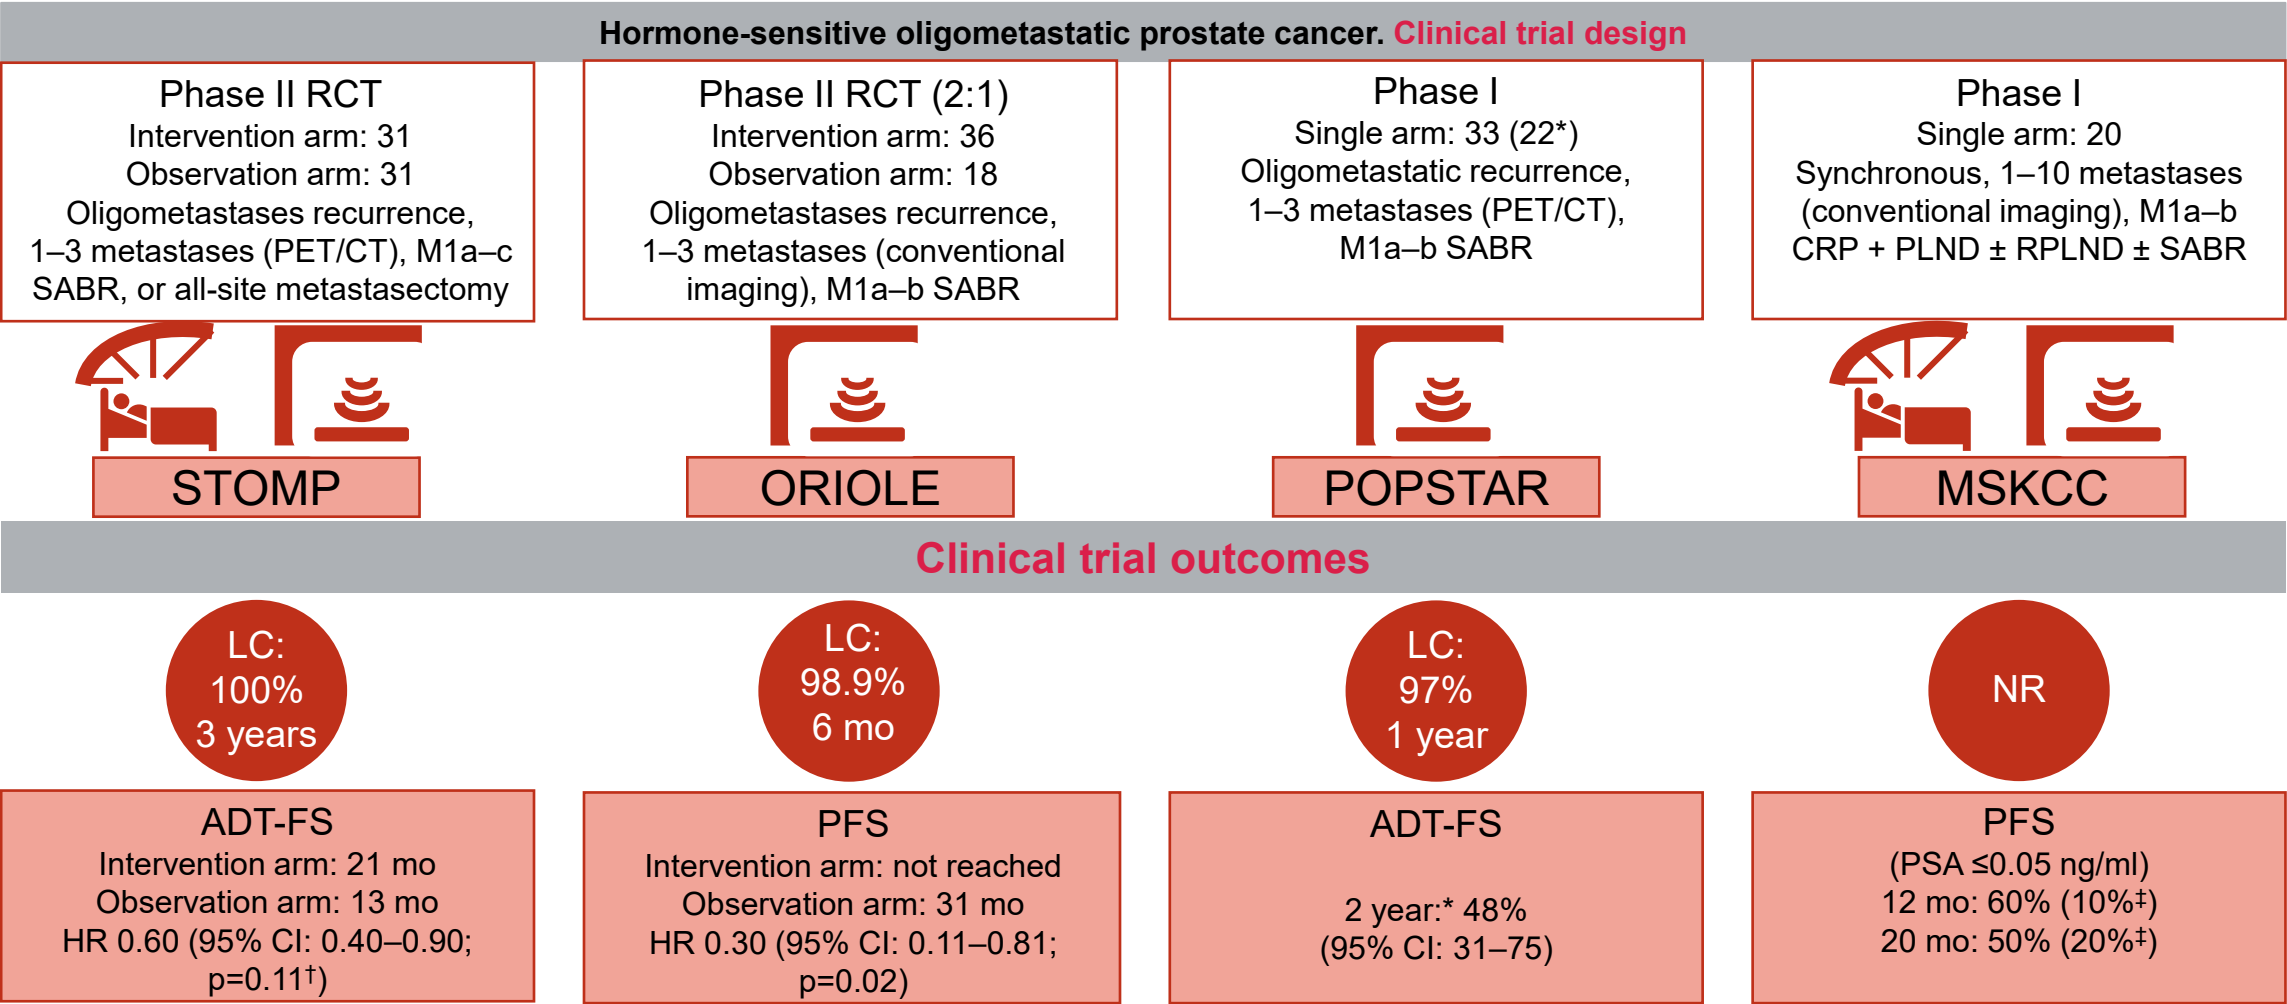 Hormone-sensitive oligometastatic prostate cancer. Clinical trial design
Phase II RCT
Intervention arm: 31
Observation arm: 31
Oligometastases recurrence,
1–3 metastases (PET/CT), M1a–c
SABR, or all-site metastasectomy
STOMP
Phase II RCT (2:1)
Intervention arm: 36
Observation arm: 18
Oligometastases recurrence,
1–3 metastases (conventional
imaging), M1a–b SABR
ORIOLE
Phase I
Single arm: 33 (22*)
Oligometastatic recurrence,
1–3 metastases (PET/CT),
M1a–b SABR
POPSTAR
Phase I
Single arm: 20
Synchronous, 1–10 metastases
(conventional imaging), M1a–b
CRP + PLND ± RPLND ± SABR
MSKCC
Clinical trial outcomes
LC:
100%
3 years
ADT-FS
Intervention arm: 21 mo
Observation arm: 13 mo
HR 0.60 (95% CI: 0.40–0.90;
p=0.11†)
LC:
98.9%
6 mo
PFS
Intervention arm: not reached
Observation arm: 31 mo
HR 0.30 (95% CI: 0.11–0.81;
p=0.02)
LC:
97%
1 year
ADT-FS
2 year:* 48%
(95% CI: 31–75)
NR
PFS
(PSA ≤0.05 ng/ml)
12 mo: 60% (10%‡)
20 mo: 50% (20%‡)